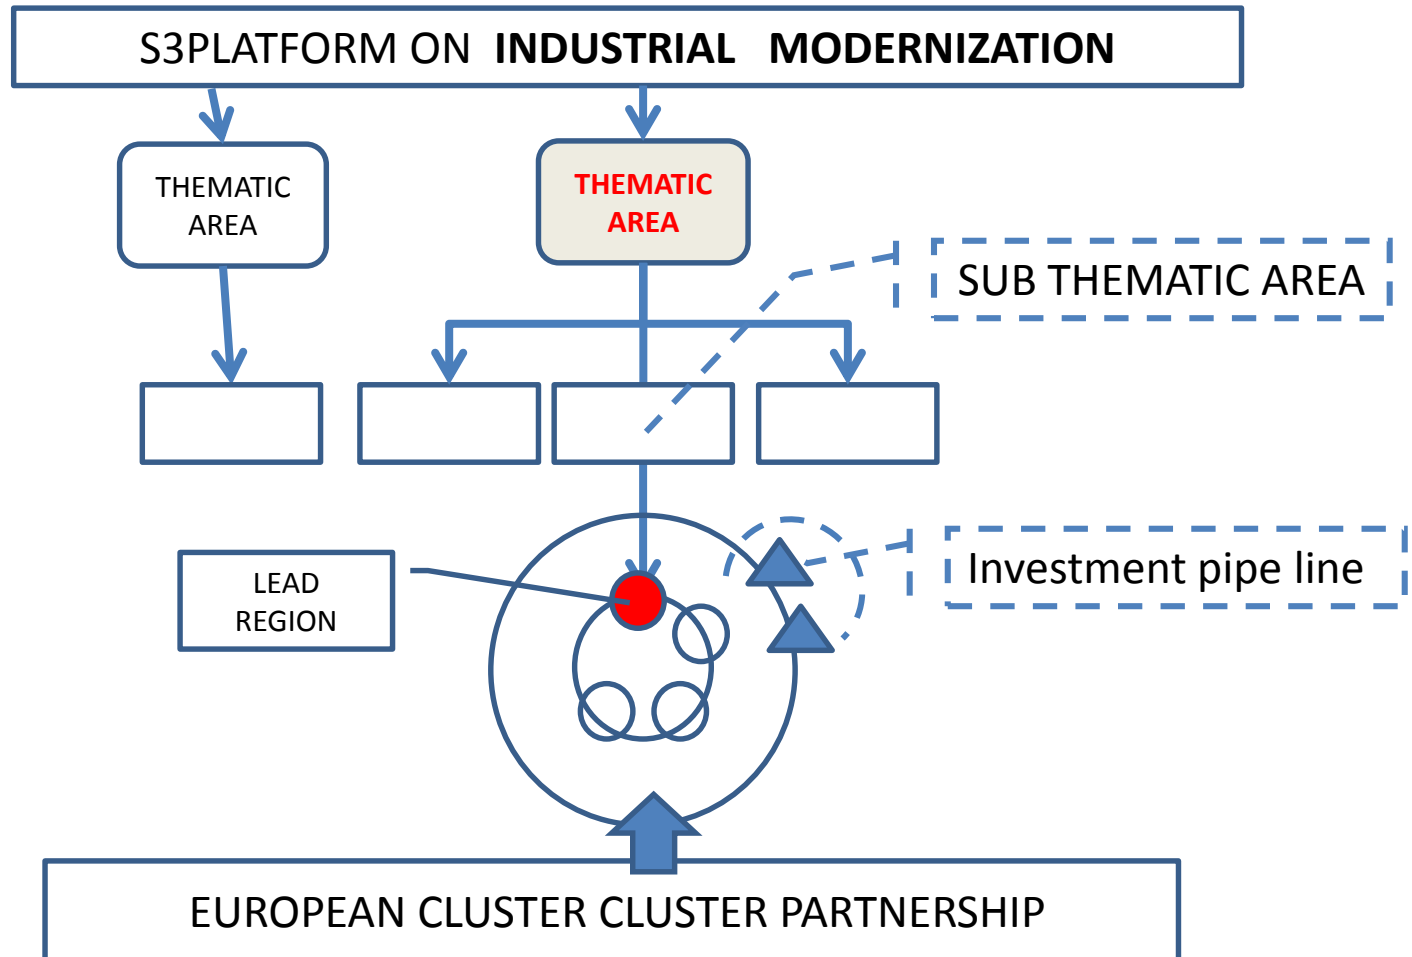 S3PLATFORM ON INDUSTRIAL MODERNIZATION
THEMATIC
AREA
THEMATIC
AREA
SUB THEMATIC AREA
Investment pipe line
LEAD
REGION
EUROPEAN CLUSTER CLUSTER PARTNERSHIP